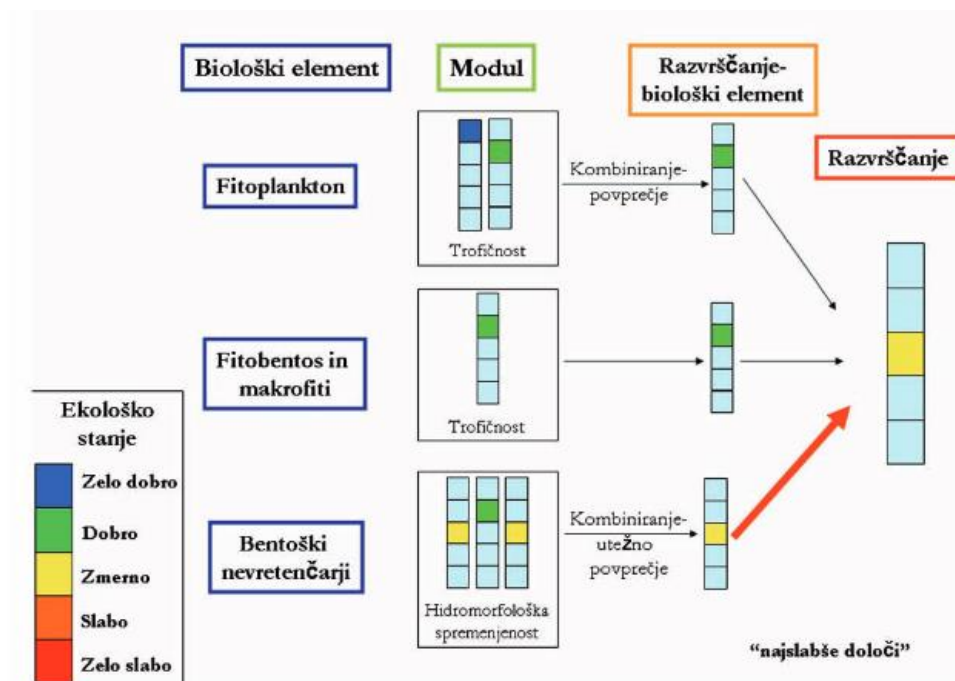 Biološki element
Modul
Razvrščanje-
biološki element
Razvrščanje
Fitoplankton
Trofičnost
Kombiniranje-
povprečje
Fitobentos in
makrofiti
Trofičnost
Bentoški
nevretenčarji
Hidromorfološka
spremenjenost
Kombiniranje-
utežno
povprečje
"najslabše določi"
Ekološko
stanje
Zelo dobro
Dobro
Zmerno
Slabo
Zelo slabo